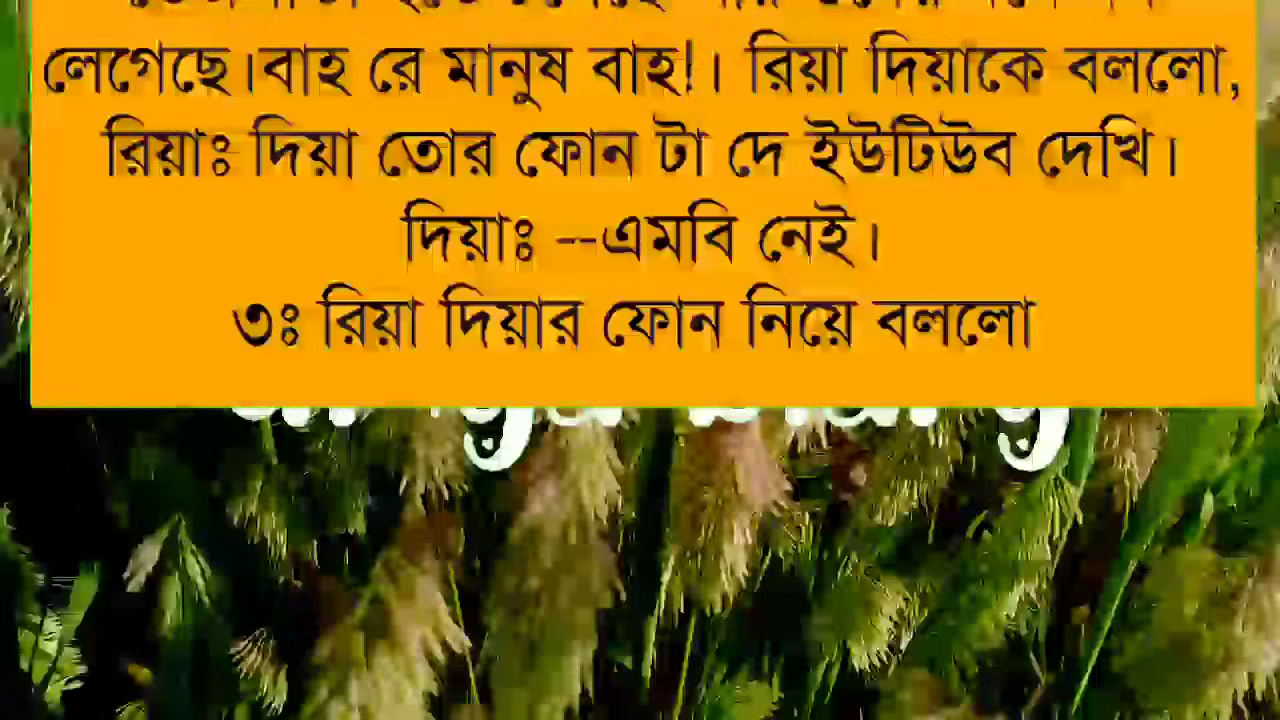 লেগেছে।বাহ রে মানুষ বাহ!। রিয়া দিয়াকে বললো,
রিয়াঃ দিয়া তোর ফোন টা দে ইউটিউব দেখি।
দিয়াঃ --এমবি নেই।
৩ঃ রিয়া দিয়ার ফোন নিয়ে বললো